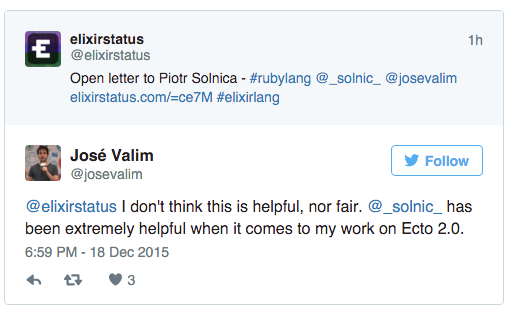 elixirstatus
1h
@elixirstatus
Open letter to Piotr Solnica - #rubylang @_solnic_ @josevalim
elixirstatus.com/=ce7M #elixirlang
José Valim
Follow
@josevalim
@elixirstatus I don't think this is helpful, nor fair. @_solnic_ has
been extremely helpful when it comes to my work on Ecto 2.0.
6:59 PM - 18 Dec 2015
3